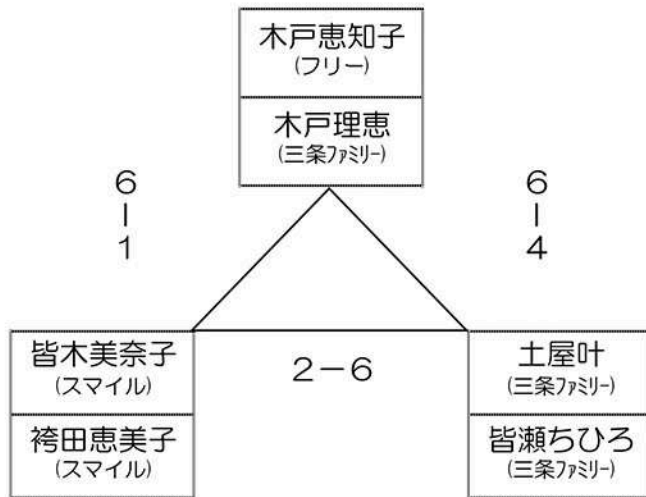 木戸恵知子
(フリー)
木戸理恵
(三条ﾌｧﾐﾘｰ)
6
ー
1
6
ー
4
皆木美奈子
(スマイル)
袴田恵美子
(スマイル)
2－6
土屋叶
(三条ﾌｧﾐﾘｰ)
皆瀬ちひろ
(三条ﾌｧﾐﾘｰ)